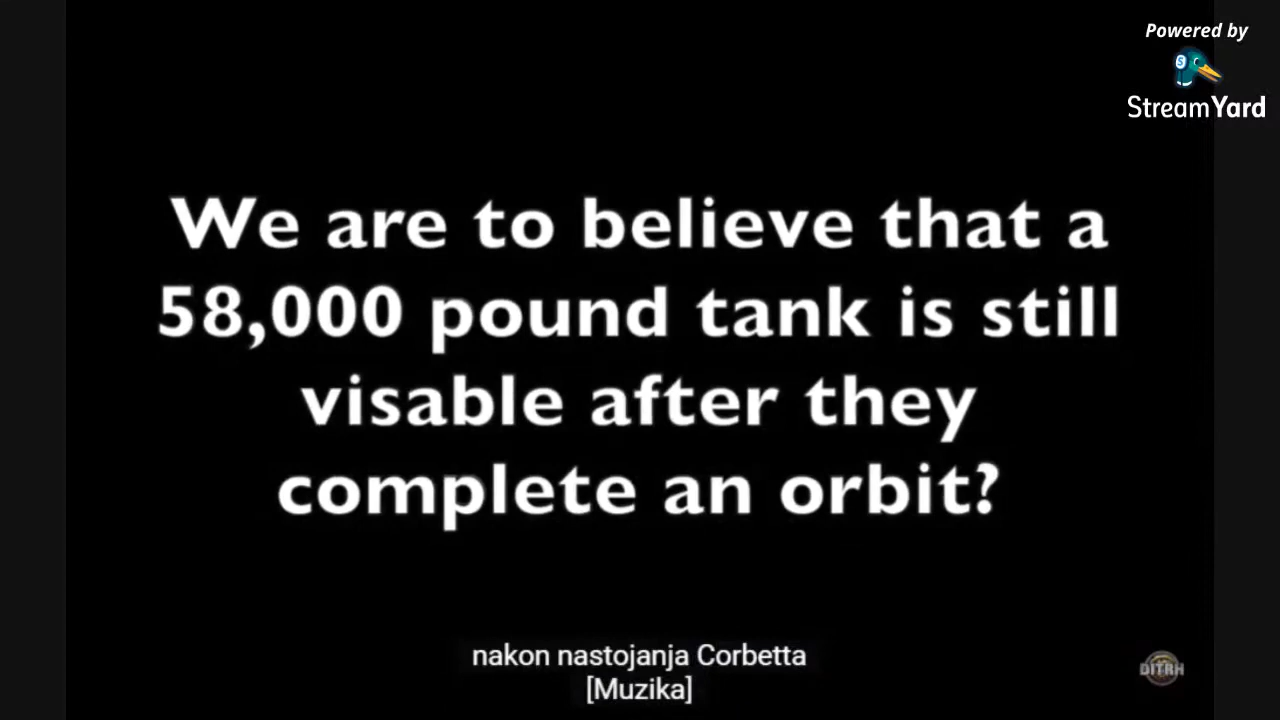 Powered by
StreamYard
We are to believe that a
58,000 pound tank is still
visable after they
complete an orbit?
nakon nastojanja Corbetta
[Muzika]
DITRH